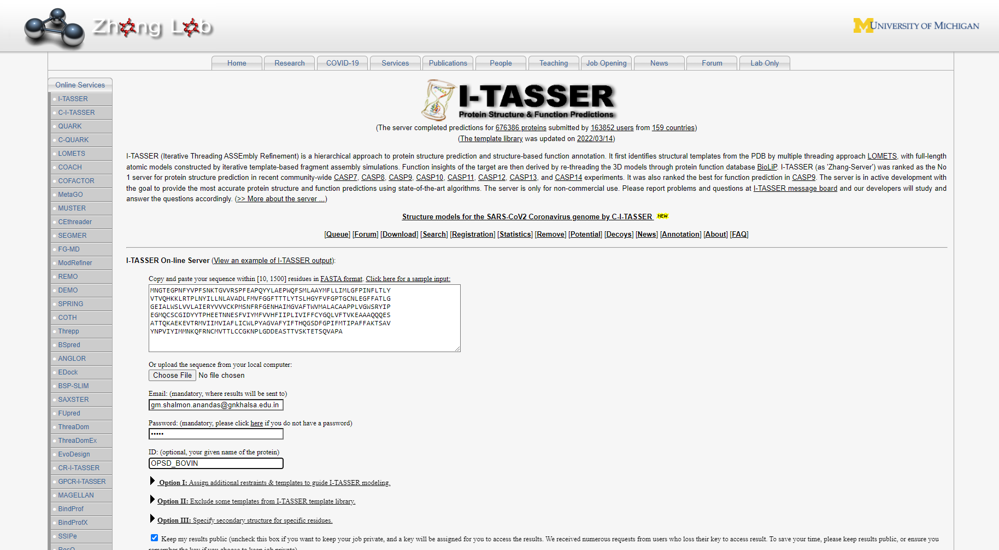 Zhang Lab
M UNIVERSITY OF MICHIGAN
Home Research COVID-19 Services Publications People Teaching Job Opening News Forum Lab Only
Online Services
I-TASSER
C-I-TASSER
QUARK
C-QUARK
LOMETS
COACH
COFACTOR
MetaGO
MUSTER
CEthreader
SEGMER
FG-MD
ModRefiner
REMO
DEMO
SPRING
COTH
Threpp
BSpred
ANGLOR
EDock
BSP-SLIM
SAXSTER
FUpred
ThreaDom
ThreaDomEx
EvoDesign
CR-I-TASSER
GPCR-I-TASSER
MAGELLAN
BindProf
BindProfX
SSIPe
ResQ
I-TASSER
Protein Structure & Function Predictions
(The server completed predictions for 676386 proteins submitted by 163852 users from 159 countries)
(The template library was updated on 2022/03/14)
I-TASSER (Iterative Threading ASSEmbly Refinement) is a hierarchical approach to protein structure prediction and structure-based function annotation. It first identifies structural templates from the PDB by multiple threading approach LOMETS, with full-length
atomic models constructed by iterative template-based fragment assembly simulations. Function insights of the target are then derived by re-threading the 3D models through protein function database BioLiP. I-TASSER (as 'Zhang-Server') was ranked as the No
1 server for protein structure prediction in recent community-wide CASP7, CASP8, CASP9, CASP10, CASP11, CASP12, CASP13, and CASP14 experiments. It was also ranked the best for function prediction in CASP9. The server is in active development with
the goal to provide the most accurate protein structure and function predictions using state-of-the-art algorithms. The server is only for non-commercial use. Please report problems and questions at I-TASSER message board and our developers will study and
answer the questions accordingly. (>> More about the server ...)
Structure models for the SARS-CoV2 Coronavirus genome by C-I-TASSER NEW
[Queue] [Forum] [Download] [Search] [Registration] [Statistics] [Remove] [Potential] [Decoys] [News] [Annotation] [About] [FAQ]
I-TASSER On-line Server (View an example of I-TASSER output):
Copy and paste your sequence within [10, 1500] residues in FASTA format. Click here for a sample input:
MNGTEGPNFYVPFSNKTGVVRSPFEAPQYYLAEPWQFSMLAAYMFLLIMLGFPINFLTLY
VTVQHKKLRTPLNYILLNLAVADLFMVFGGFTTTLYTSLHGYFVFGPTGCNLEGFFATLG
GEIALWSLVVLAIERYVVVCKPMSNFRFGENHAIMGVAFTWVMALACAAPPLVGWSRYIP
EGMQCSCGIDYYTPHEETNNESFVIYMFVVHFIIPLIVIFFCYGQLVFTVKEAAAQQQES
ATTQKAEKEVTRMVIIMVIAFLICWLPYAGVAFYIFTHQGSDFGPIFMTIPAFFAKTSAV
YNPVIYIMMNKQFRNCMVTTLCCGKNPLGDDEASTTVSKTETSQVAPA
Or upload the sequence from your local computer:
Choose File No file chosen
Email: (mandatory, where results will be sent to)
gm.shalmon.anandas@gnkhalsa.edu.in
Password: (mandatory, please click here if you do not have a password)
•••••
ID: (optional, your given name of the protein)
OPSD_BOVIN
Option I: Assign additional restraints & templates to guide I-TASSER modeling.
Option II: Exclude some templates from I-TASSER template library.
Option III: Specify secondary structure for specific residues.
Keep my results public (uncheck this box if you want to keep your job private, and a key will be assigned for you to access the results. We received numerous requests from users who loss their key to access result. To save your time, please keep results public, or ensure you
remember the key if you choose to keep job private)